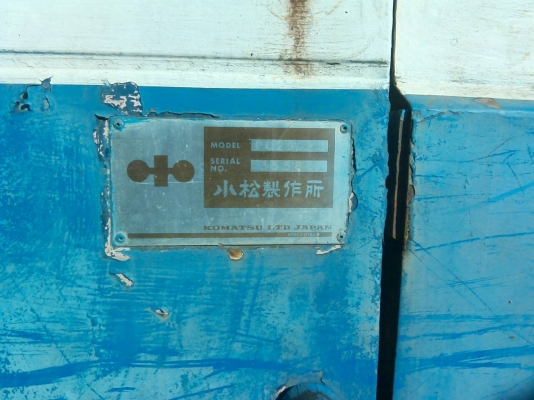 MODEL
SERIAL
NO.
小松製作所
KOMATSU LTD JAPAN